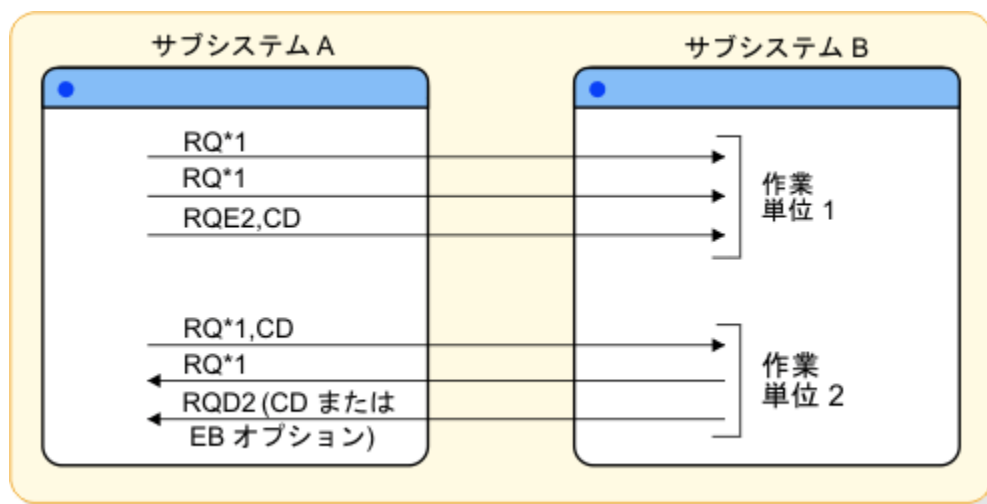 サブシステム A
サブシステム B
RQ*1
RQ*1
RQE2,CD
作業
単位 1
RQ*1,CD
RQ*1
RQD2 (CD または
EB オプション)
作業
単位 2